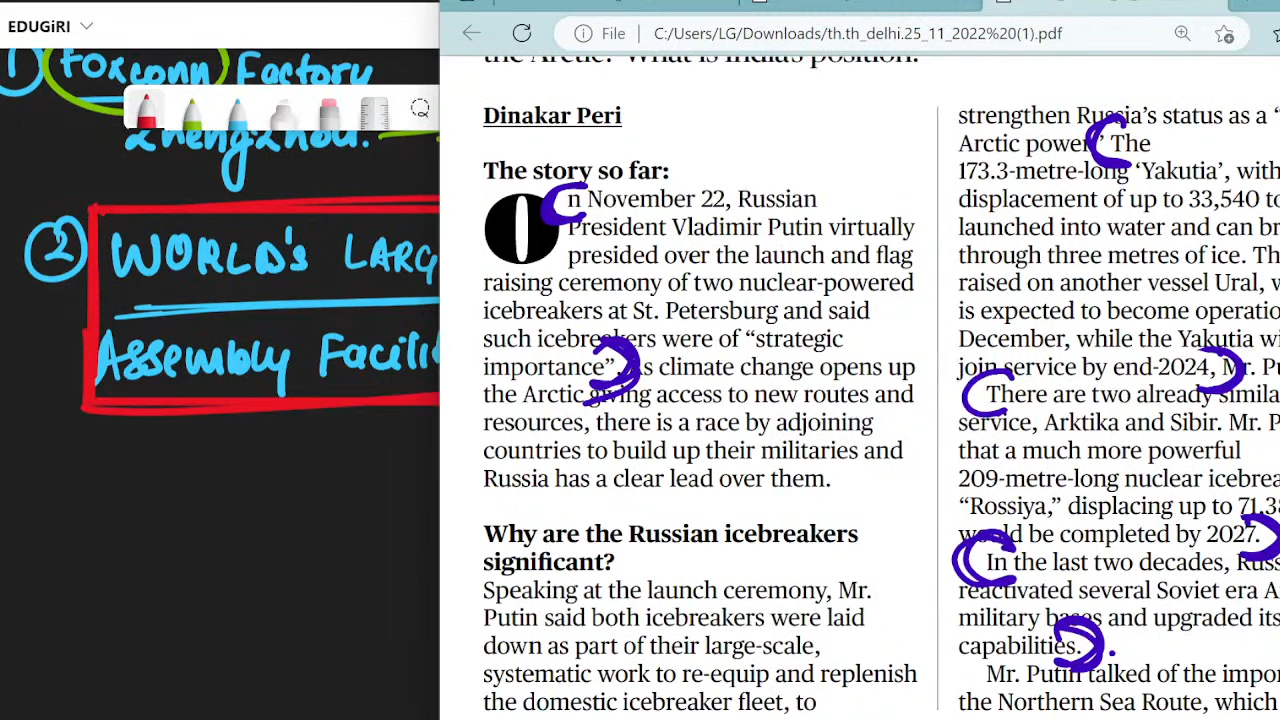 EDUGiRI
1 Foxconn Factory
Zhengzhou.
2 WORLD'S LARG
Assembly Facili
File
C:/Users/LG/Downloads/th.th_delhi.25_11_2022%20(1).pdf
the Arctic? What is India's position?
Dinakar Peri
The story so far:
On November 22, Russian
President Vladimir Putin virtually
presided over the launch and flag
raising ceremony of two nuclear-powered
icebreakers at St. Petersburg and said
such icebreakers were of “strategic
importance”. As climate change opens up
the Arctic giving access to new routes and
resources, there is a race by adjoining
countries to build up their militaries and
Russia has a clear lead over them.
Why are the Russian icebreakers
significant?
Speaking at the launch ceremony, Mr.
Putin said both icebreakers were laid
down as part of their large-scale,
systematic work to re-equip and replenish
the domestic icebreaker fleet, to
strengthen Russia's status as a
Arctic power” The
173.3-metre-long ‘Yakutia’, with
displacement of up to 33,540 to
launched into water and can br
through three metres of ice. Th
raised on another vessel Ural, w
is expected to become operatio
December, while the Yakutia wi
join service by end-2024, Mr. Pu
There are two already simila
service, Arktika and Sibir. Mr. P
that a much more powerful
209-metre-long nuclear icebrea
“Rossiya,” displacing up to 71,38
would be completed by 2027.
In the last two decades, Russ
reactivated several Soviet era A
military bases and upgraded its
capabilities.
Mr. Putin talked of the impor
the Northern Sea Route, which